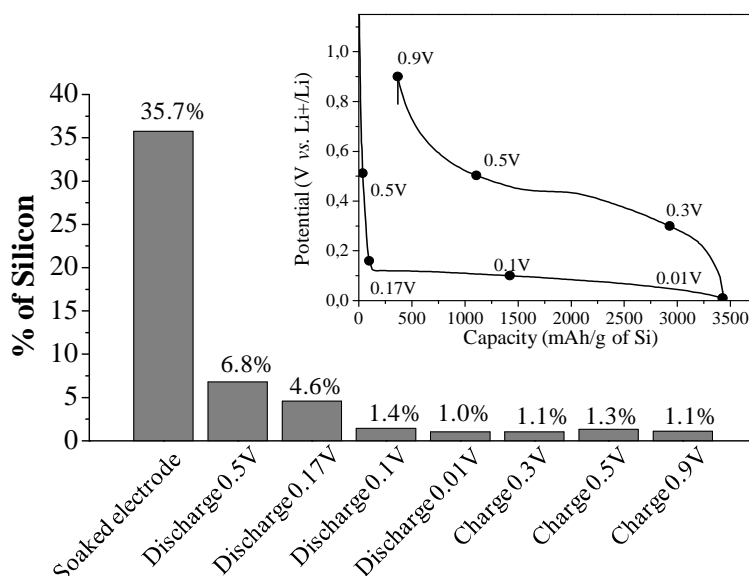 % of Silicon
40
35
30
25
20
15
10
5
0
35.7%
6.8%
4.6%
1.4%
1.0%
1.1%
1.3%
1.1%
Soaked electrode
Discharge 0.5V
Discharge 0.17V
Discharge 0.1V
Discharge 0.01V
Charge 0.3V
Charge 0.5V
Charge 0.9V
Potential (V vs. Li+/Li)
1,0
0,8
0,6
0,4
0,2
0,0
0.9V
0.5V
0.5V
0.3V
0.17V
0.1V
0.01V
0 500 1000 1500 2000 2500 3000 3500
Capacity (mAh/g of Si)